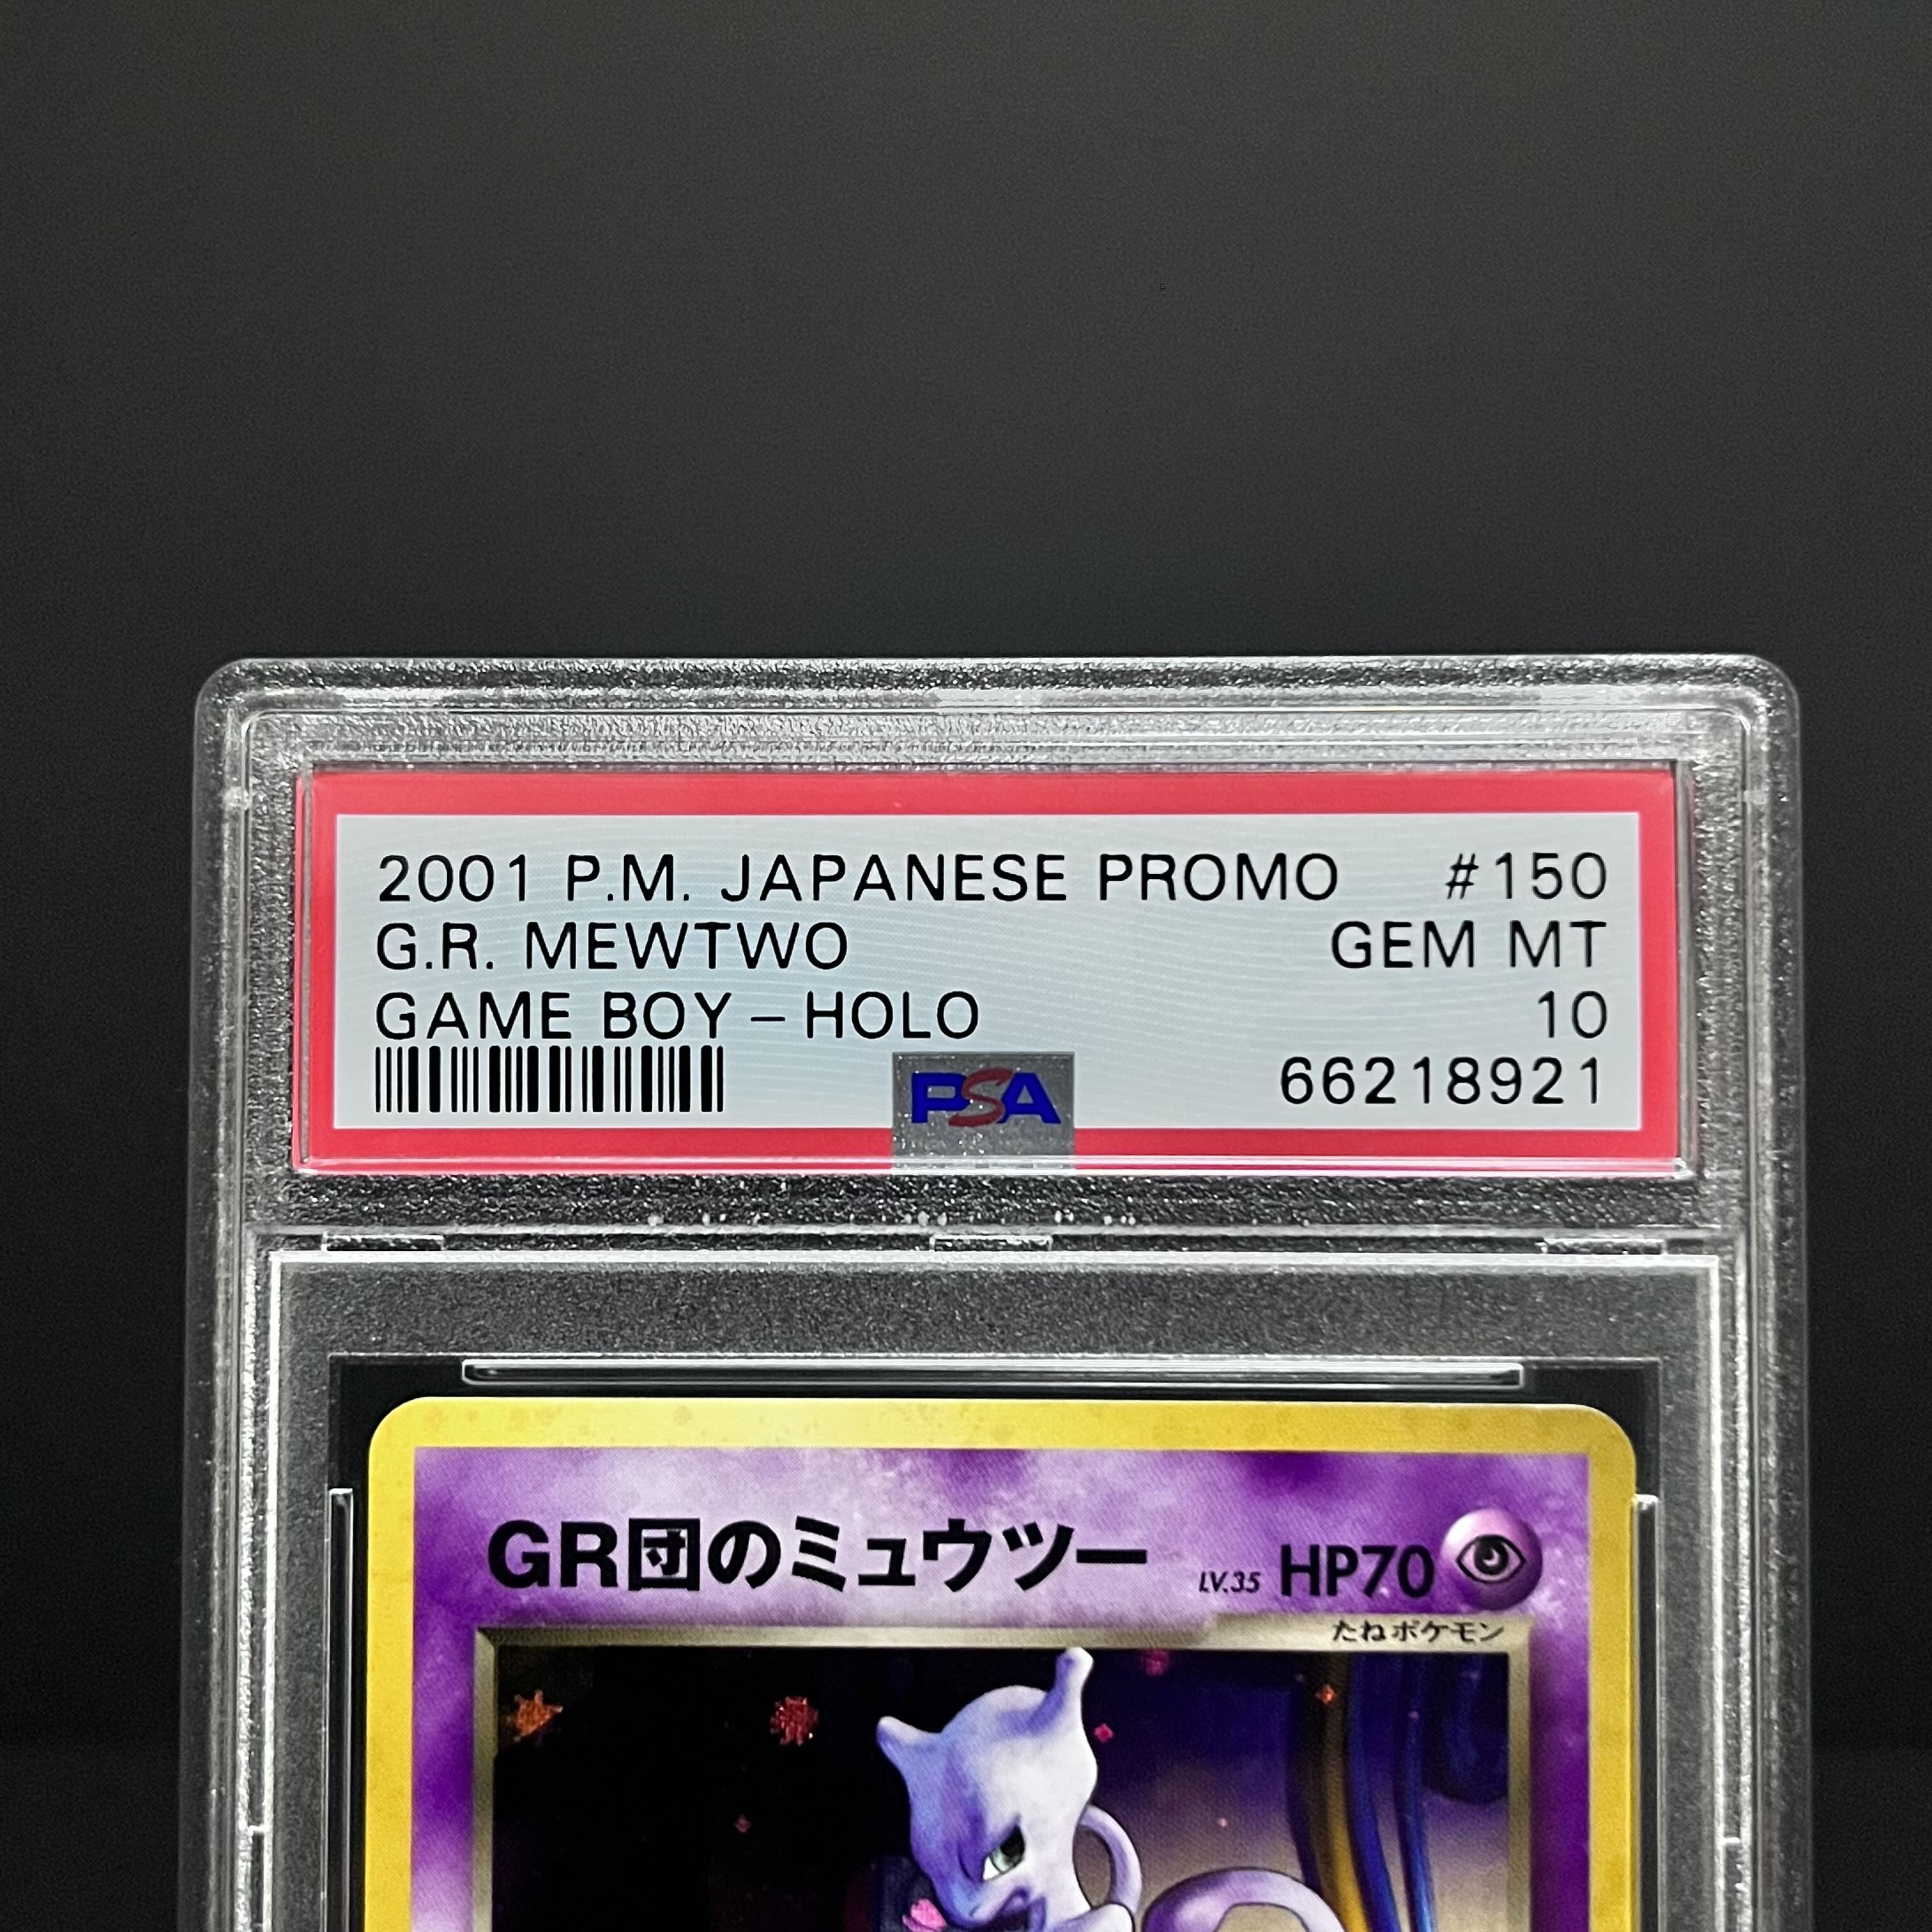 2001 P.M. JAPANESE PROMO #150
G.R. MEWTWO GEM MT
GAME BOY – HOLO 10
PSA 66218921
GR団のミュウツー LV.35 HP70
たねポケモン